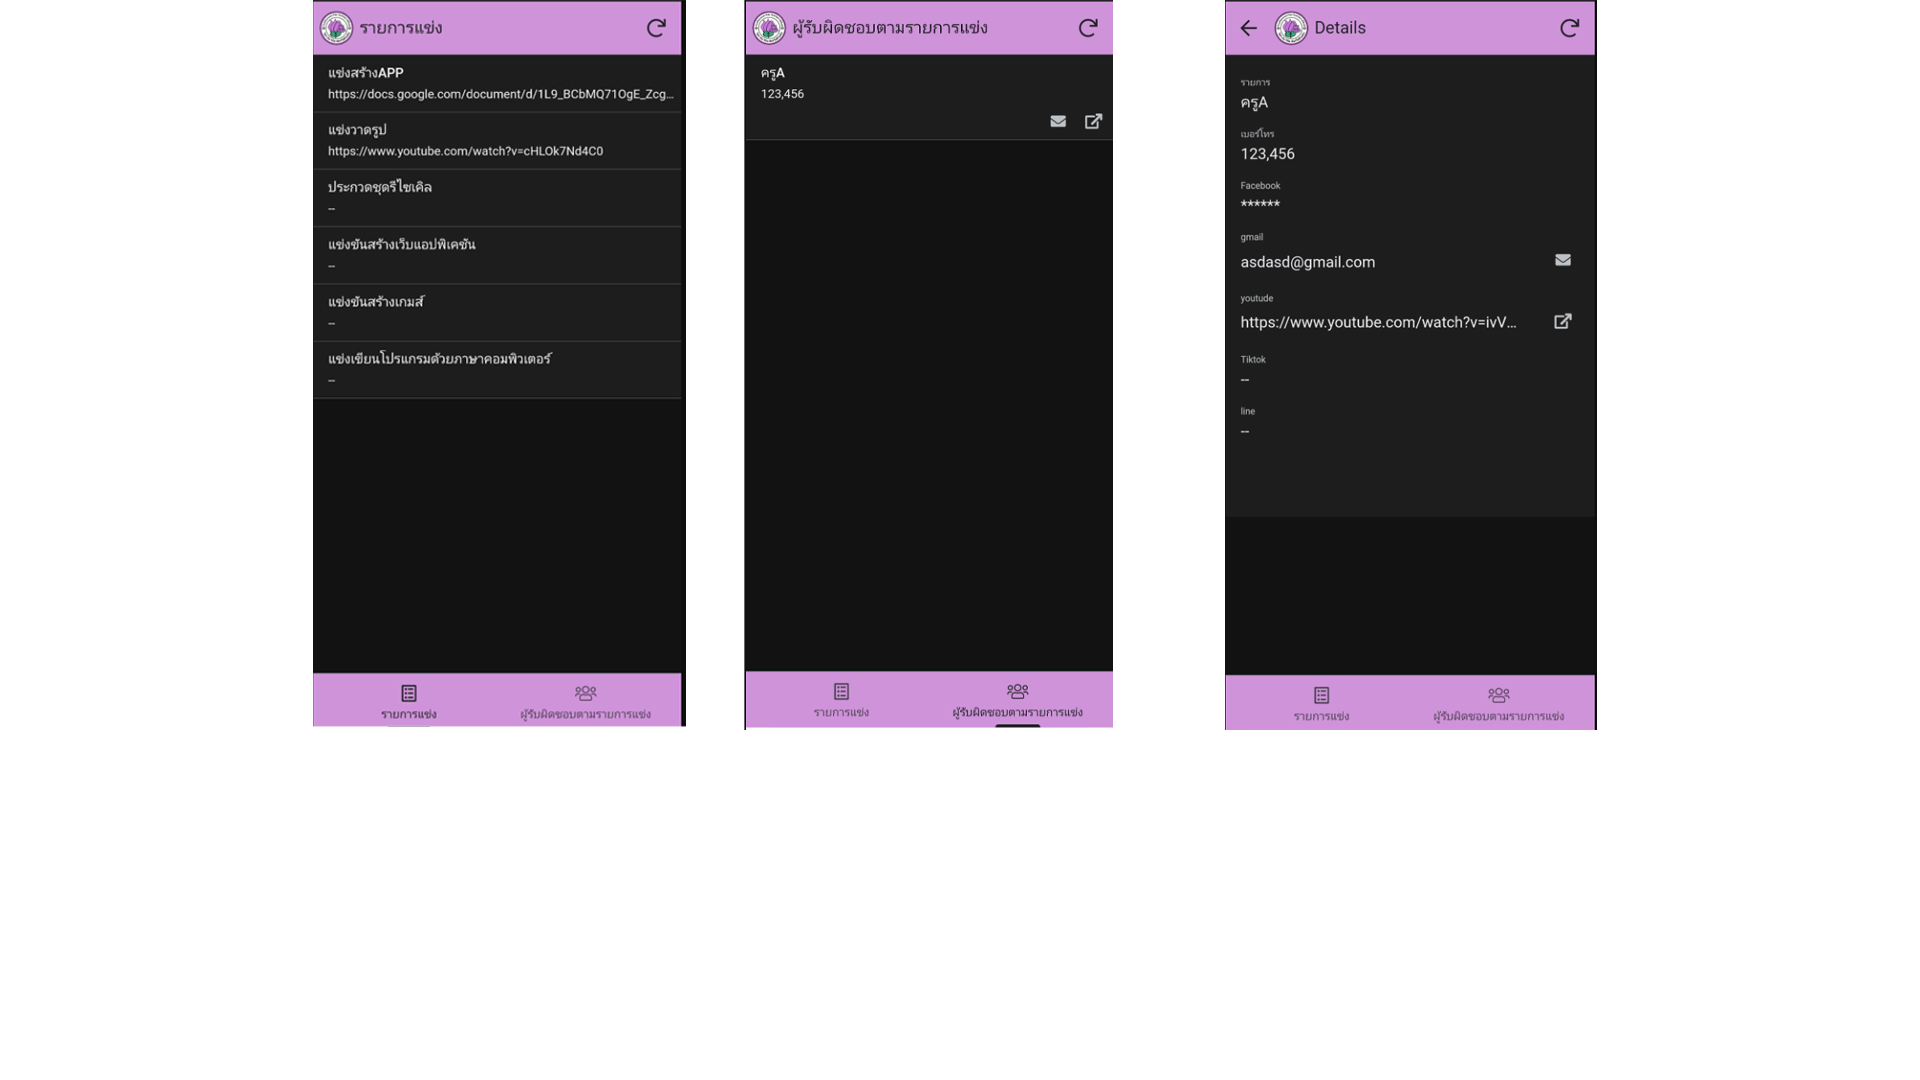 รายการแข่ง
แข่งสร้างAPP
https://docs.google.com/document/d/1L9_BCbMQ71OgE_Zcg...
แข่งวาดรูป
https://www.youtube.com/watch?v=cHLOk7Nd4C0
ประกวดชุดรีไซเคิล
--
แข่งขันสร้างเว็บแอปพิเคชัน
--
แข่งขันสร้างเกมส์
--
แข่งเขียนโปรแกรมด้วยภาษาคอมพิวเตอร์
--
รายการแข่ง
ผู้รับผิดชอบตามรายการแข่ง
ผู้รับผิดชอบตามรายการแข่ง
ครูA
123,456
รายการแข่ง
ผู้รับผิดชอบตามรายการแข่ง
Details
รายการ
ครูA
เบอร์โทร
123,456
Facebook
******
gmail
asdasd@gmail.com
youtude
https://www.youtube.com/watch?v=ivV...
Tiktok
--
line
--
รายการแข่ง
ผู้รับผิดชอบตามรายการแข่ง